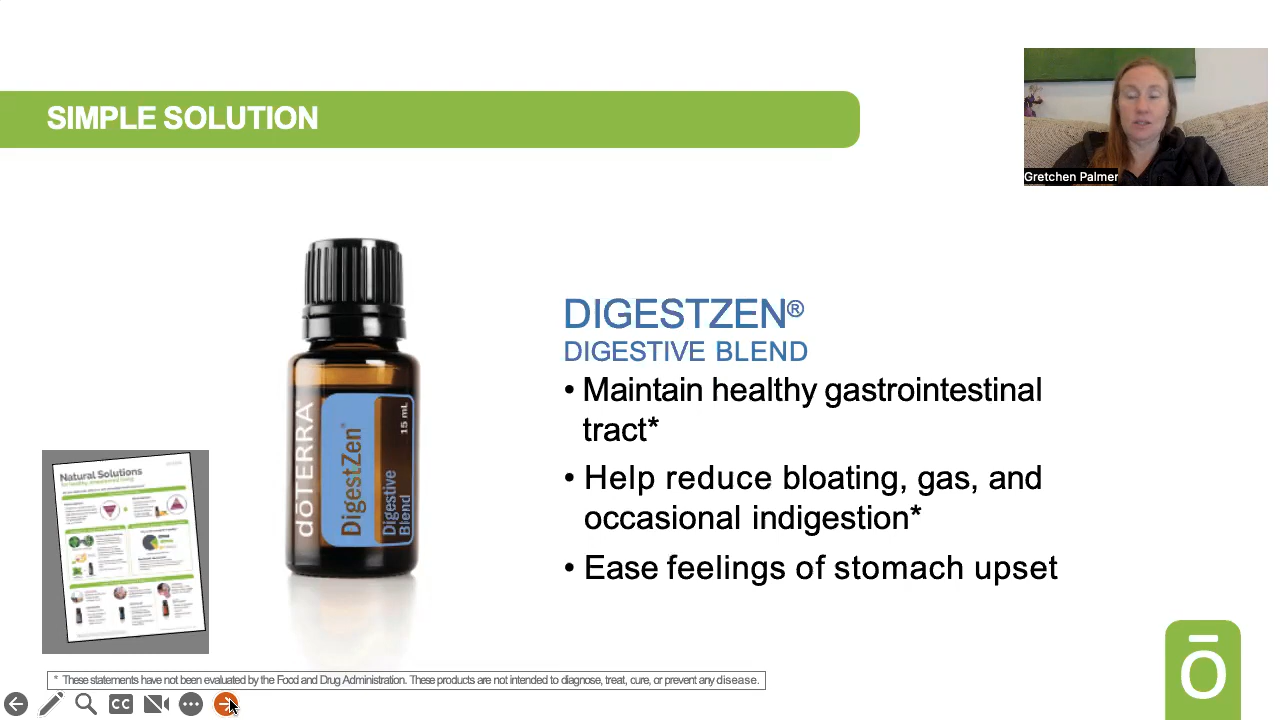 SIMPLE SOLUTION
Gretchen Palmer
DIGESTZEN®
DIGESTIVE BLEND
• Maintain healthy gastrointestinal
tract*
• Help reduce bloating, gas, and
occasional indigestion*
• Ease feelings of stomach upset
dōTERRA®
DigestZen®
Digestive
Blend
15 mL
Natural Solutions
* These statements have not been evaluated by the Food and Drug Administration. These products are not intended to diagnose, treat, cure, or prevent any disease.
CC
ō